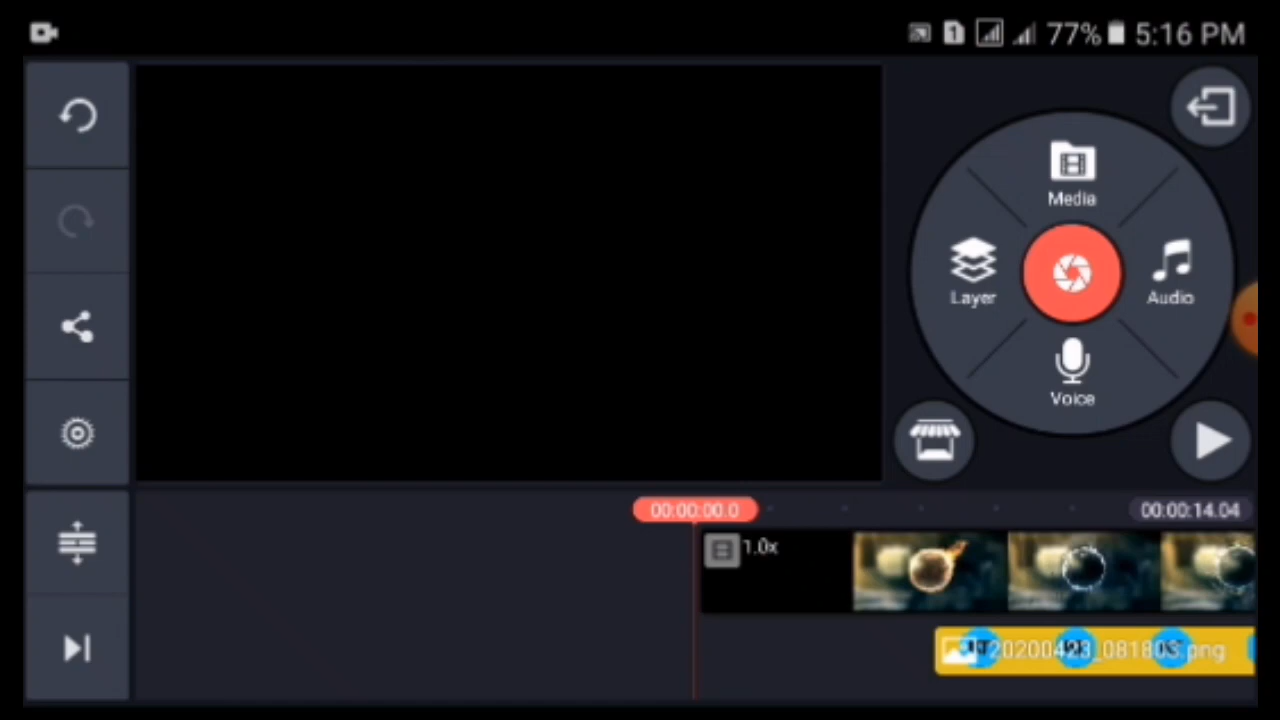 1 77% 5:16 PM
Media
Layer
Audio
Voice
00:00:00.0
00:00:14.04
1.0x
20200423_081803.png